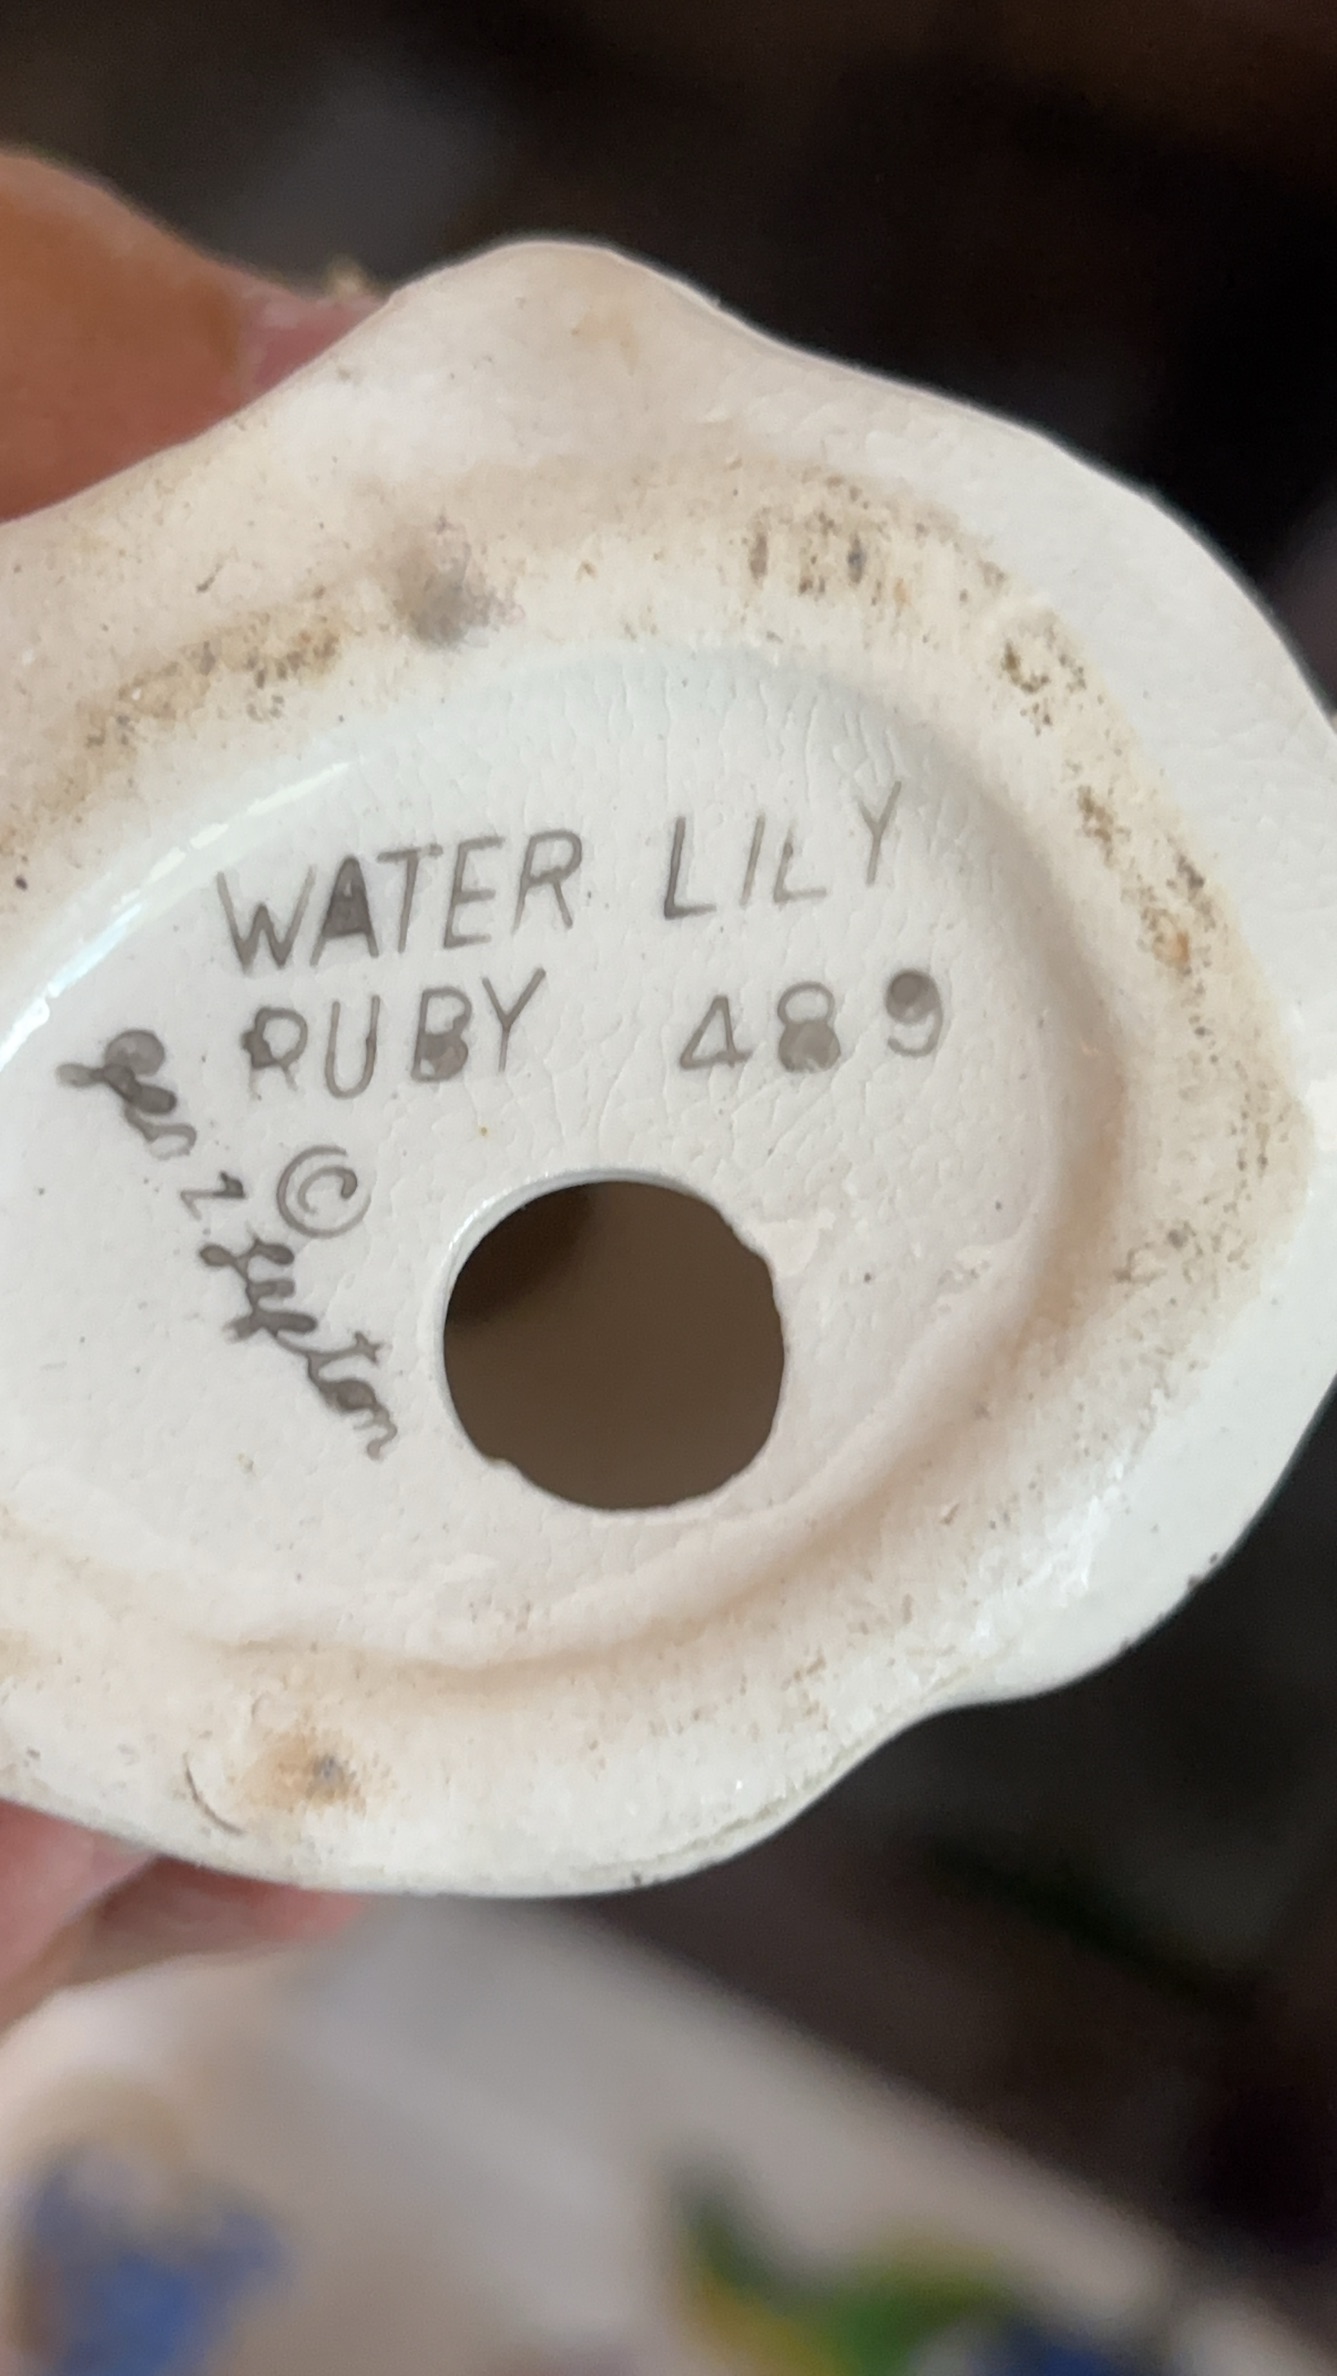 WATER LILY
RUBY 489
©
geo z lefton